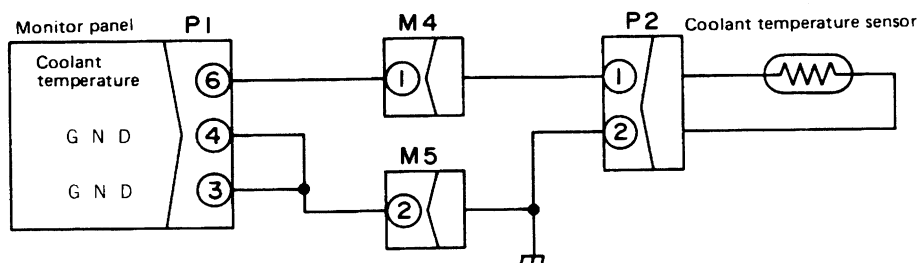 Monitor panel
P1
M4
P2
Coolant temperature sensor
Coolant
temperature
6
1
1
GND
4
2
M5
GND
3
2